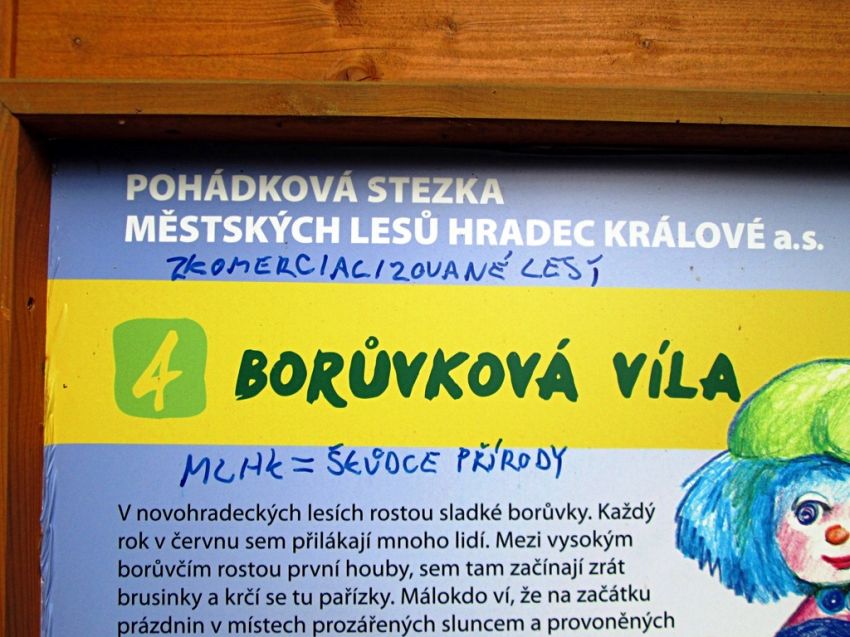 POHÁDKOVÁ STEZKA
MĚSTSKÝCH LESŮ HRADEC KRÁLOVÉ a.s.
ZKOMERCIALIZOVANÉ LESY
4 BORŮVKOVÁ VÍLA
MLHK = ŠKŮDCE PŘÍRODY
V novohradeckých lesích rostou sladké borůvky. Každý
rok v červnu sem přilákají mnoho lidí. Mezi vysokým
borůvčím rostou první houby, sem tam začínají zrát
brusinky a krčí se tu pařízky. Málokdo ví, že na začátku
prázdnin v místech prozářených sluncem a provoněných